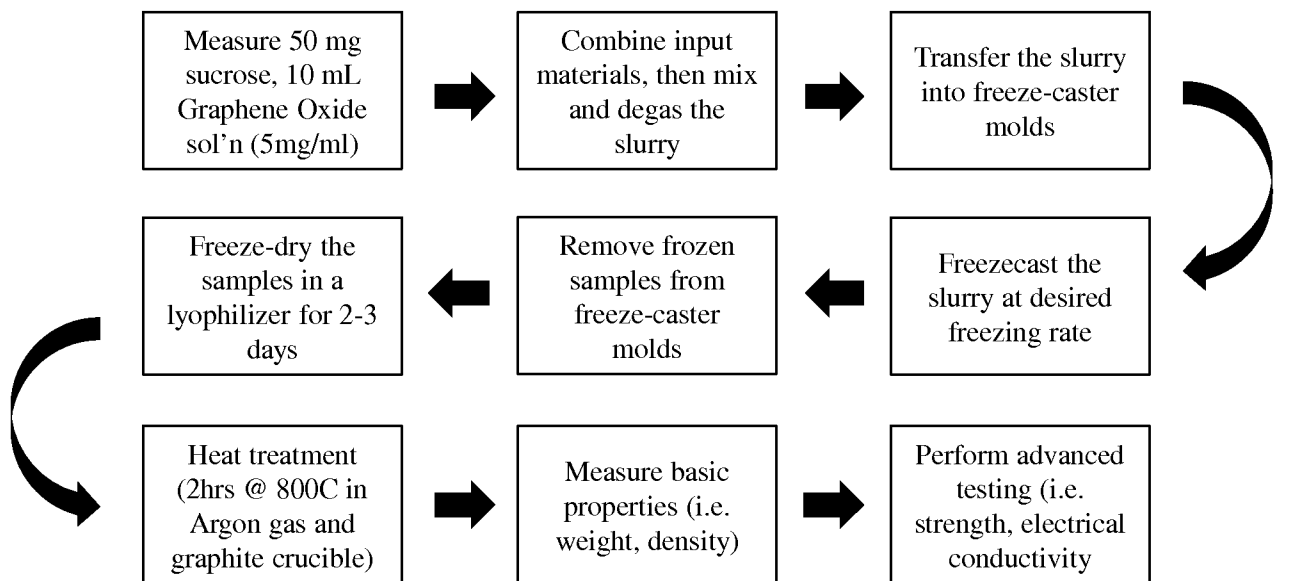 Measure 50 mg
sucrose, 10 mL
Graphene Oxide
sol’n (5mg/ml)
Combine input
materials, then mix
and degas the
slurry
Transfer the slurry
into freeze-caster
molds
Freezecast the
slurry at desired
freezing rate
Remove frozen
samples from
freeze-caster
molds
Freeze-dry the
samples in a
lyophilizer for 2-3
days
Heat treatment
(2hrs @ 800C in
Argon gas and
graphite crucible)
Measure basic
properties (i.e.
weight, density)
Perform advanced
testing (i.e.
strength, electrical
conductivity